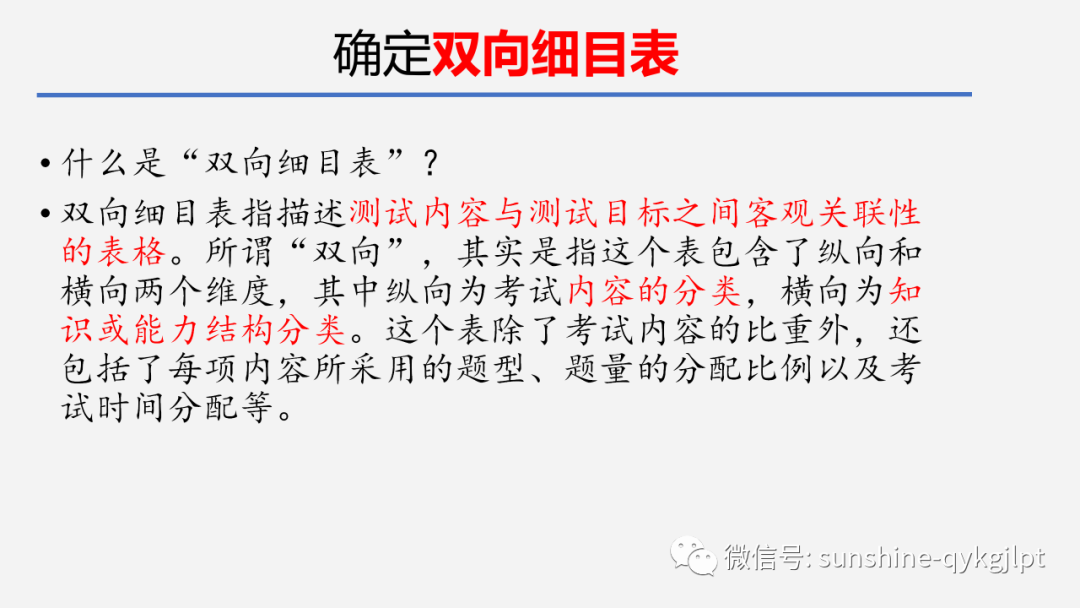 确定双向细目表
• 什么是“双向细目表”？
• 双向细目表指描述测试内容与测试目标之间客观关联性
的表格。所谓“双向”，其实是指这个表包含了纵向和
横向两个维度，其中纵向为考试内容的分类，横向为知
识或能力结构分类。这个表除了考试内容的比重外，还
包括了每项内容所采用的题型、题量的分配比例以及考
试时间分配等。
微信号: sunshine-qykgjlpt